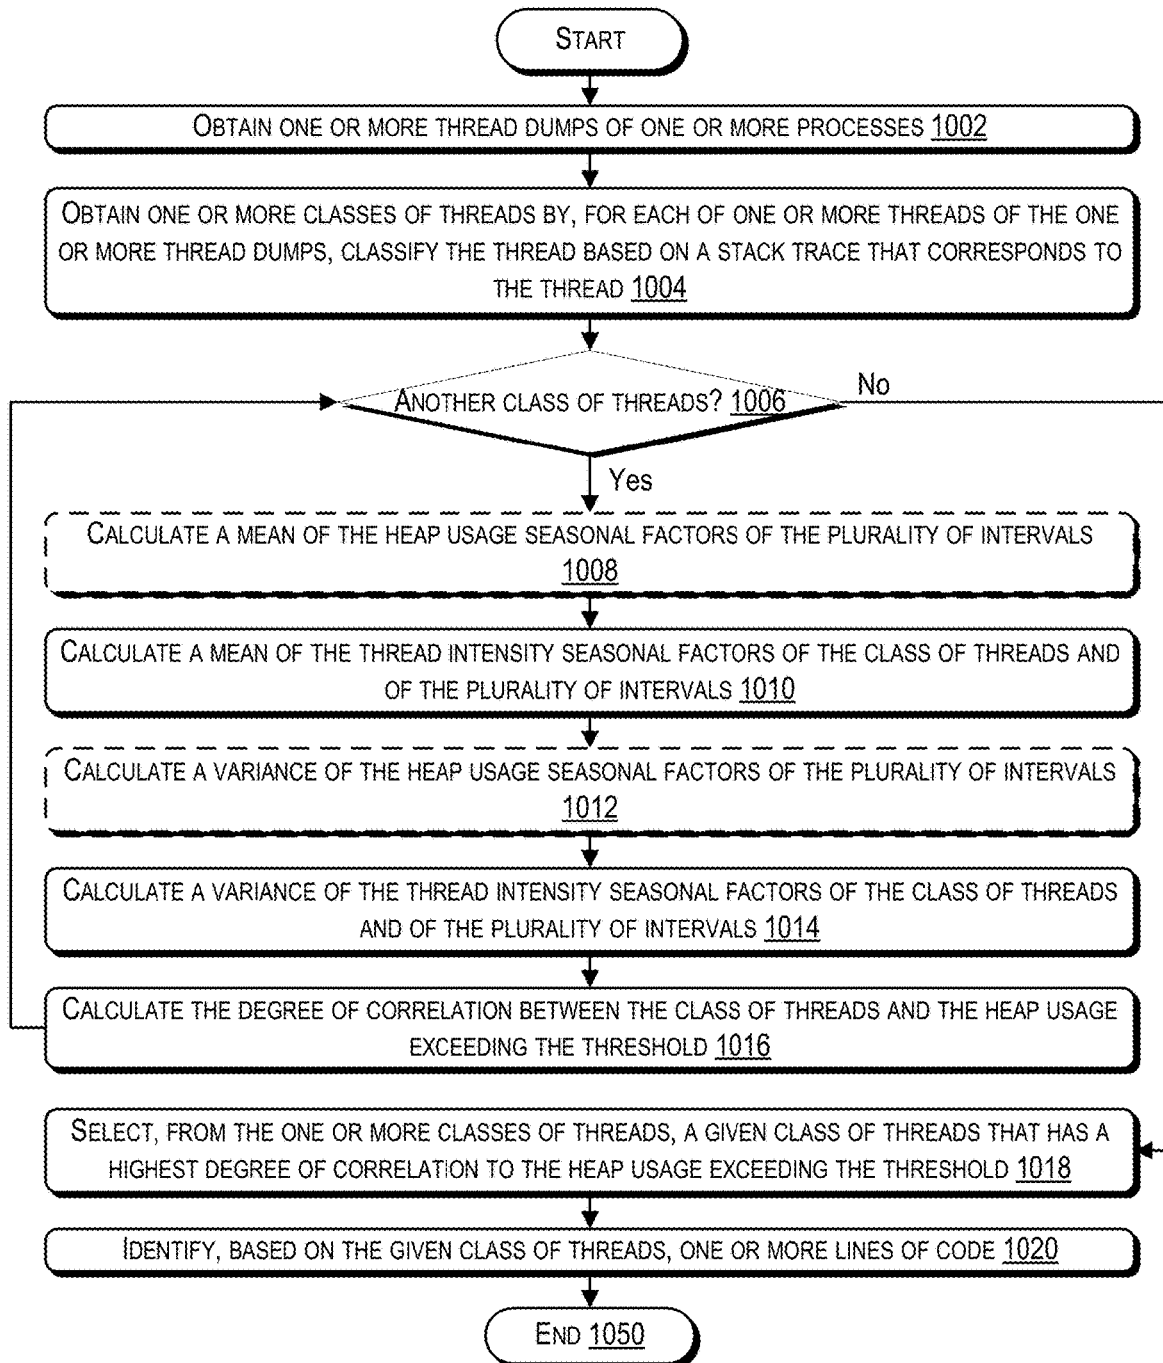 START
OBTAIN ONE OR MORE THREAD DUMPS OF ONE OR MORE PROCESSES 1002
OBTAIN ONE OR MORE CLASSES OF THREADS BY, FOR EACH OF ONE OR MORE THREADS OF THE ONE
OR MORE THREAD DUMPS, CLASSIFY THE THREAD BASED ON A STACK TRACE THAT CORRESPONDS TO
THE THREAD 1004
ANOTHER CLASS OF THREADS? 1006
No
Yes
CALCULATE A MEAN OF THE HEAP USAGE SEASONAL FACTORS OF THE PLURALITY OF INTERVALS
1008
CALCULATE A MEAN OF THE THREAD INTENSITY SEASONAL FACTORS OF THE CLASS OF THREADS AND
OF THE PLURALITY OF INTERVALS 1010
CALCULATE A VARIANCE OF THE HEAP USAGE SEASONAL FACTORS OF THE PLURALITY OF INTERVALS
1012
CALCULATE A VARIANCE OF THE THREAD INTENSITY SEASONAL FACTORS OF THE CLASS OF THREADS
AND OF THE PLURALITY OF INTERVALS 1014
CALCULATE THE DEGREE OF CORRELATION BETWEEN THE CLASS OF THREADS AND THE HEAP USAGE
EXCEEDING THE THRESHOLD 1016
SELECT, FROM THE ONE OR MORE CLASSES OF THREADS, A GIVEN CLASS OF THREADS THAT HAS A
HIGHEST DEGREE OF CORRELATION TO THE HEAP USAGE EXCEEDING THE THRESHOLD 1018
IDENTIFY, BASED ON THE GIVEN CLASS OF THREADS, ONE OR MORE LINES OF CODE 1020
END 1050